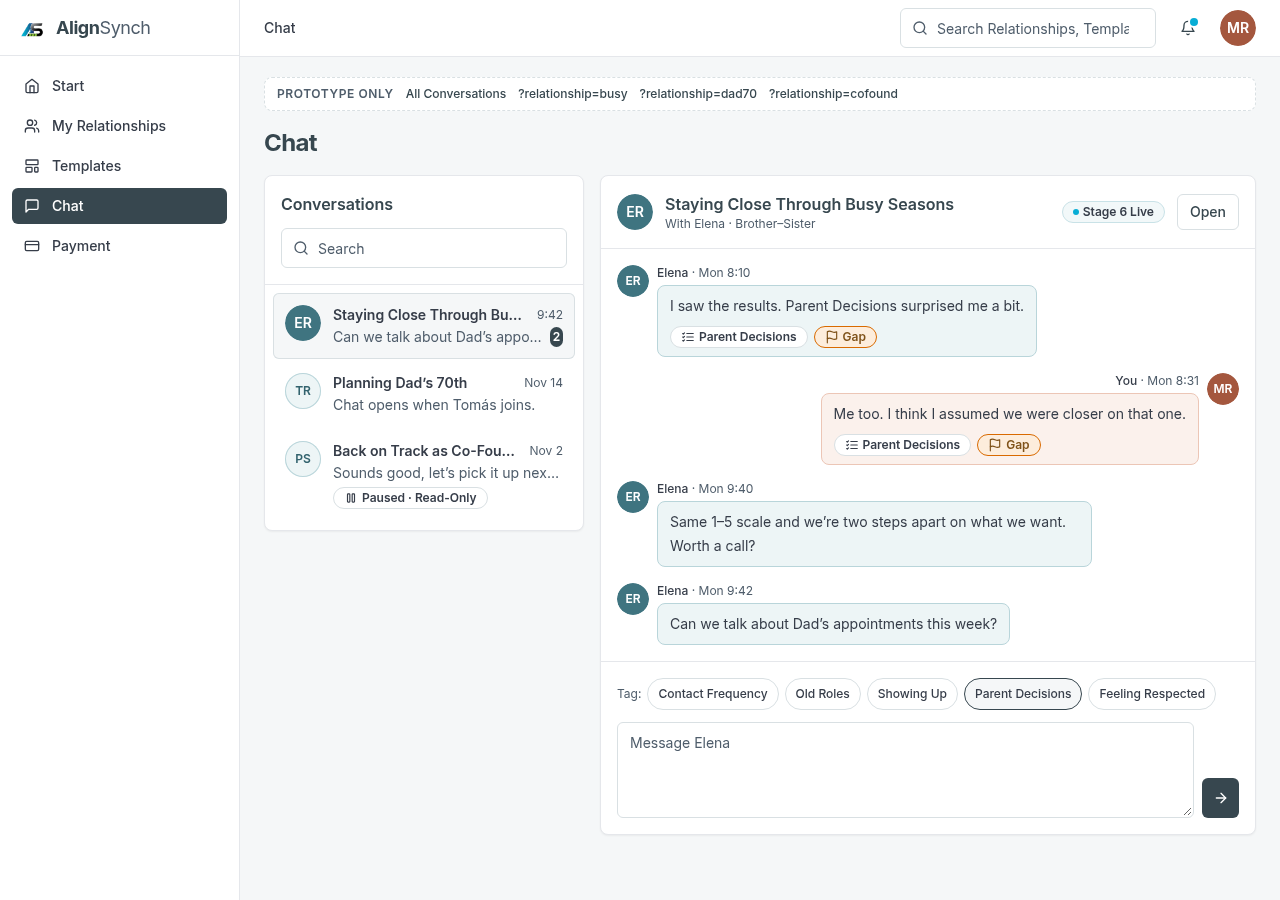 AlignSynch
Chat
Search Relationships, Templa
MR
Start
My Relationships
Templates
Chat
Payment
PROTOTYPE ONLY All Conversations ?relationship=busy ?relationship=dad70 ?relationship=cofound
Chat
Conversations
Search
ER
Staying Close Through Bu... 9:42
Can we talk about Dad’s appo... 2
TR
Planning Dad’s 70th Nov 14
Chat opens when Tomás joins.
PS
Back on Track as Co-Fou... Nov 2
Sounds good, let’s pick it up nex...
Paused · Read-Only
ER
Staying Close Through Busy Seasons
With Elena · Brother–Sister
Stage 6 Live
Open
ER
Elena · Mon 8:10
I saw the results. Parent Decisions surprised me a bit.
Parent Decisions Gap
You · Mon 8:31
MR
Me too. I think I assumed we were closer on that one.
Parent Decisions Gap
ER
Elena · Mon 9:40
Same 1–5 scale and we’re two steps apart on what we want.
Worth a call?
ER
Elena · Mon 9:42
Can we talk about Dad’s appointments this week?
Tag: Contact Frequency Old Roles Showing Up Parent Decisions Feeling Respected
Message Elena